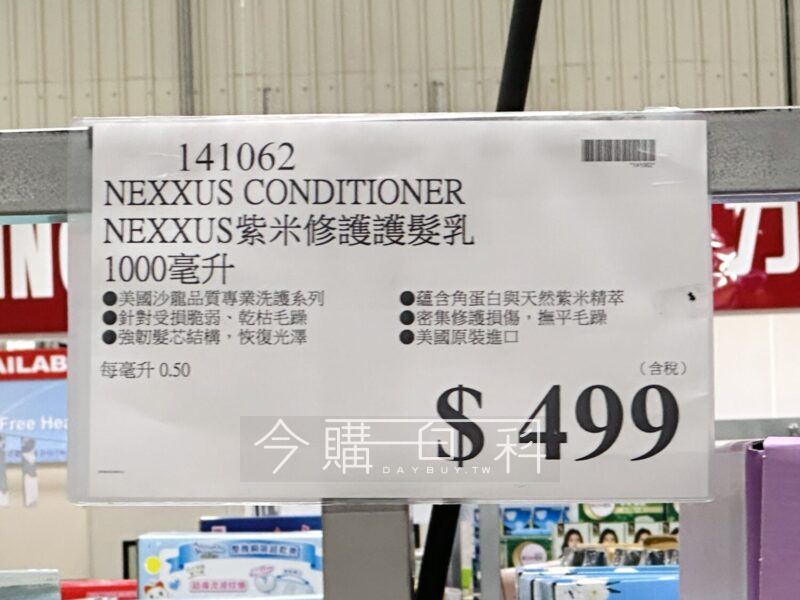 141062
*141062*
NEXXUS CONDITIONER
NEXXUS紫米修護護髮乳
1000毫升
●美國沙龍品質專業洗護系列
●針對受損脆弱、乾枯毛躁
●強韌髮芯結構，恢復光澤
●蘊含角蛋白與天然紫米精萃
●密集修護損傷，撫平毛躁
●美國原裝進口
每毫升 0.50
(含稅)
$ 499
今購百科
DAYBUY.TW
AILAB
Free Hea